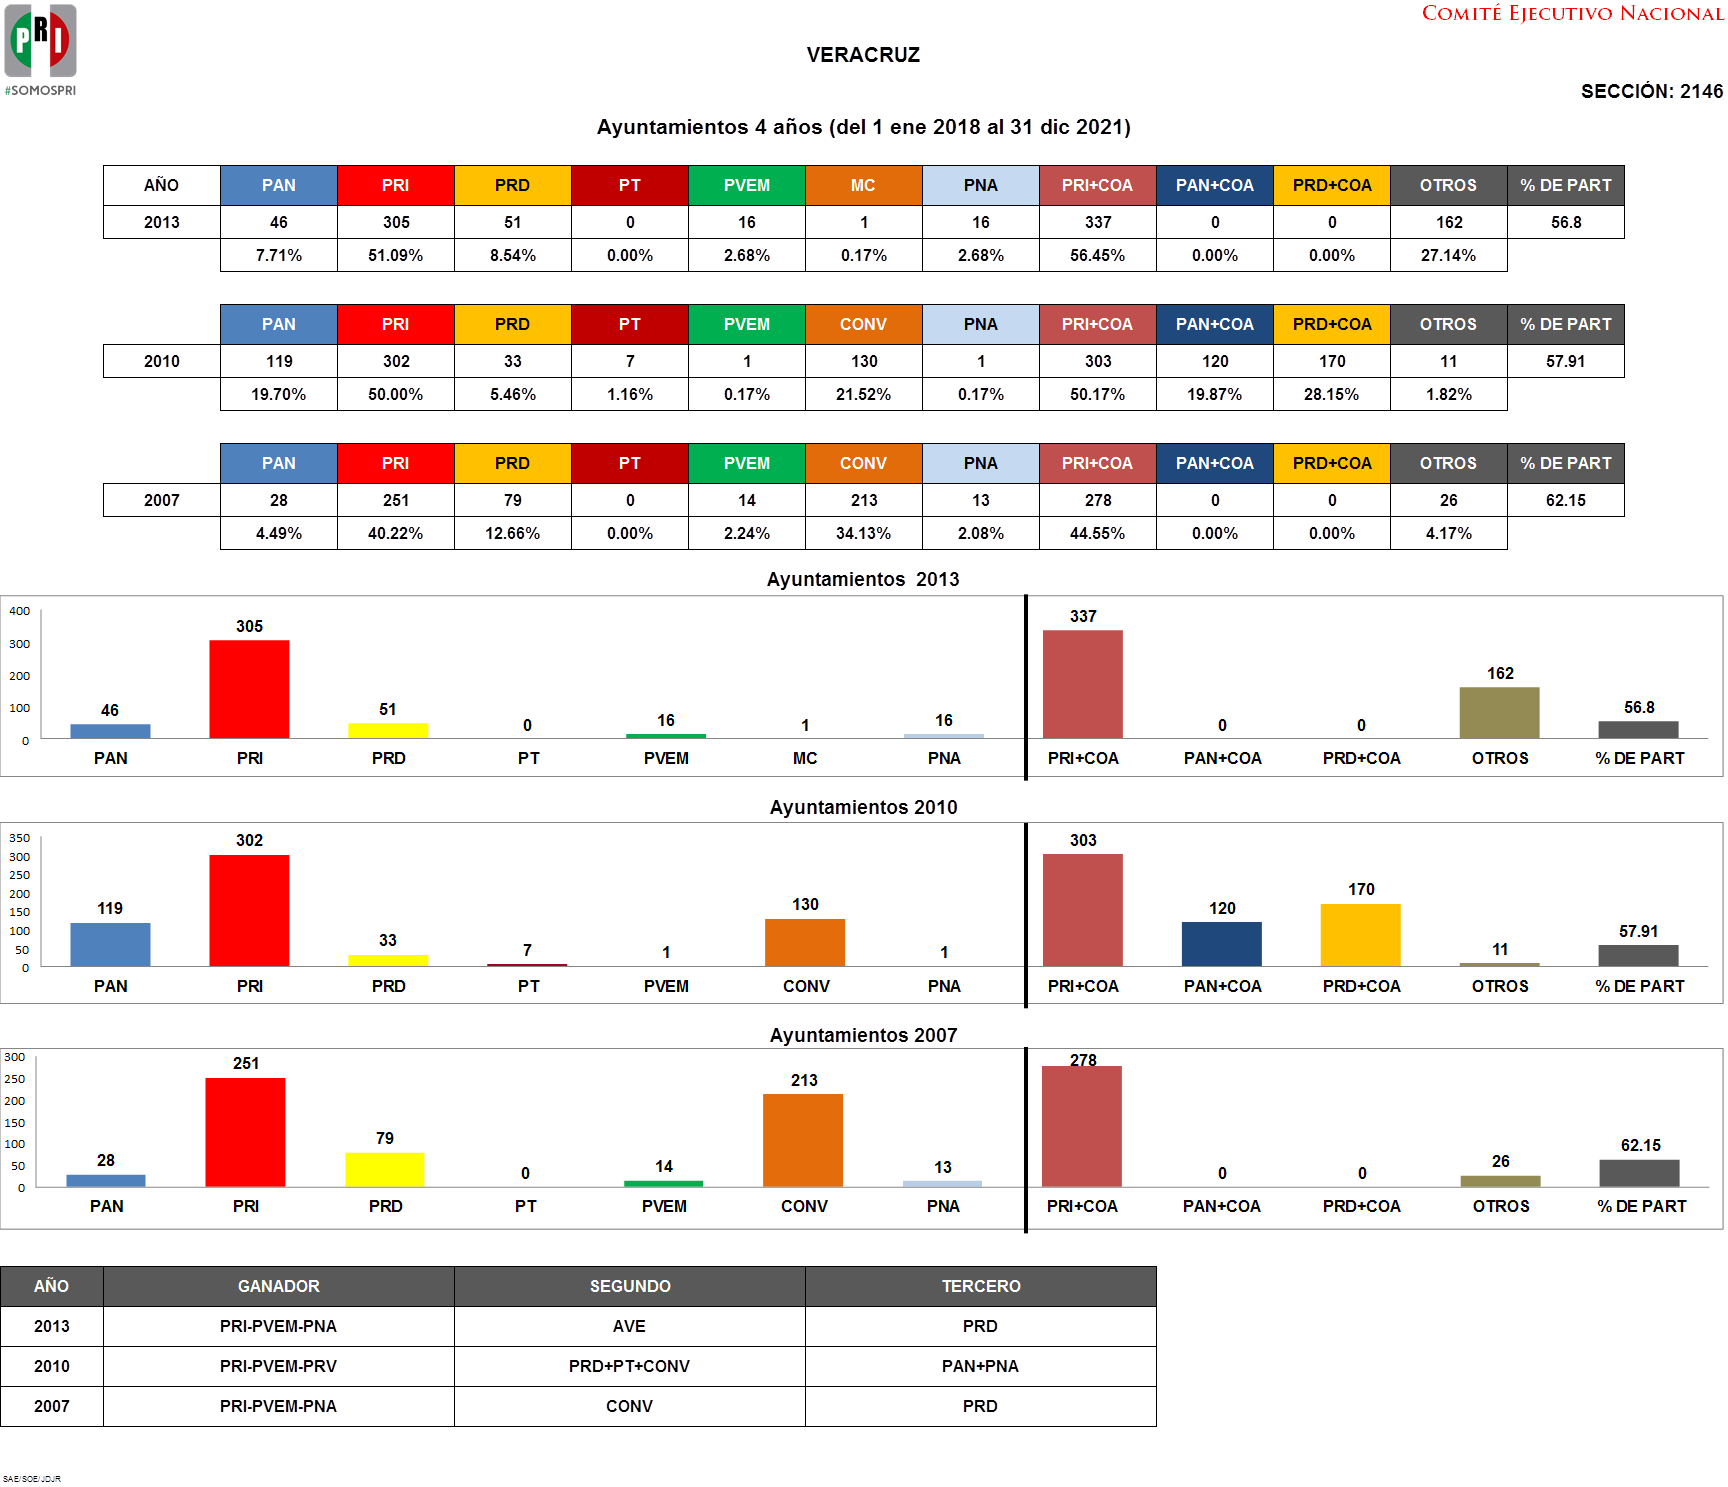 PRI
#SOMOSPRI
COMITÉ EJECUTIVO NACIONAL
VERACRUZ
SECCIÓN: 2146
Ayuntamientos 4 años (del 1 ene 2018 al 31 dic 2021)
AÑO PAN PRI PRD PT PVEM MC PNA PRI+COA PAN+COA PRD+COA OTROS % DE PART
2013 46 305 51 0 16 1 16 337 0 0 162 56.8
7.71% 51.09% 8.54% 0.00% 2.68% 0.17% 2.68% 56.45% 0.00% 0.00% 27.14%
PAN PRI PRD PT PVEM CONV PNA PRI+COA PAN+COA PRD+COA OTROS % DE PART
2010 119 302 33 7 1 130 1 303 120 170 11 57.91
19.70% 50.00% 5.46% 1.16% 0.17% 21.52% 0.17% 50.17% 19.87% 28.15% 1.82%
PAN PRI PRD PT PVEM CONV PNA PRI+COA PAN+COA PRD+COA OTROS % DE PART
2007 28 251 79 0 14 213 13 278 0 0 26 62.15
4.49% 40.22% 12.66% 0.00% 2.24% 34.13% 2.08% 44.55% 0.00% 0.00% 4.17%
Ayuntamientos 2013
400
300
200
100
0
46 305 51 0 16 1 16 337 0 0 162 56.8
PAN PRI PRD PT PVEM MC PNA PRI+COA PAN+COA PRD+COA OTROS % DE PART
Ayuntamientos 2010
350
300
250
200
150
100
50
0
119 302 33 7 1 130 1 303 120 170 11 57.91
PAN PRI PRD PT PVEM CONV PNA PRI+COA PAN+COA PRD+COA OTROS % DE PART
Ayuntamientos 2007
300
250
200
150
100
50
0
28 251 79 0 14 213 13 278 0 0 26 62.15
PAN PRI PRD PT PVEM CONV PNA PRI+COA PAN+COA PRD+COA OTROS % DE PART
AÑO GANADOR SEGUNDO TERCERO
2013 PRI-PVEM-PNA AVE PRD
2010 PRI-PVEM-PRV PRD+PT+CONV PAN+PNA
2007 PRI-PVEM-PNA CONV PRD
SAE/SOE/JDJR